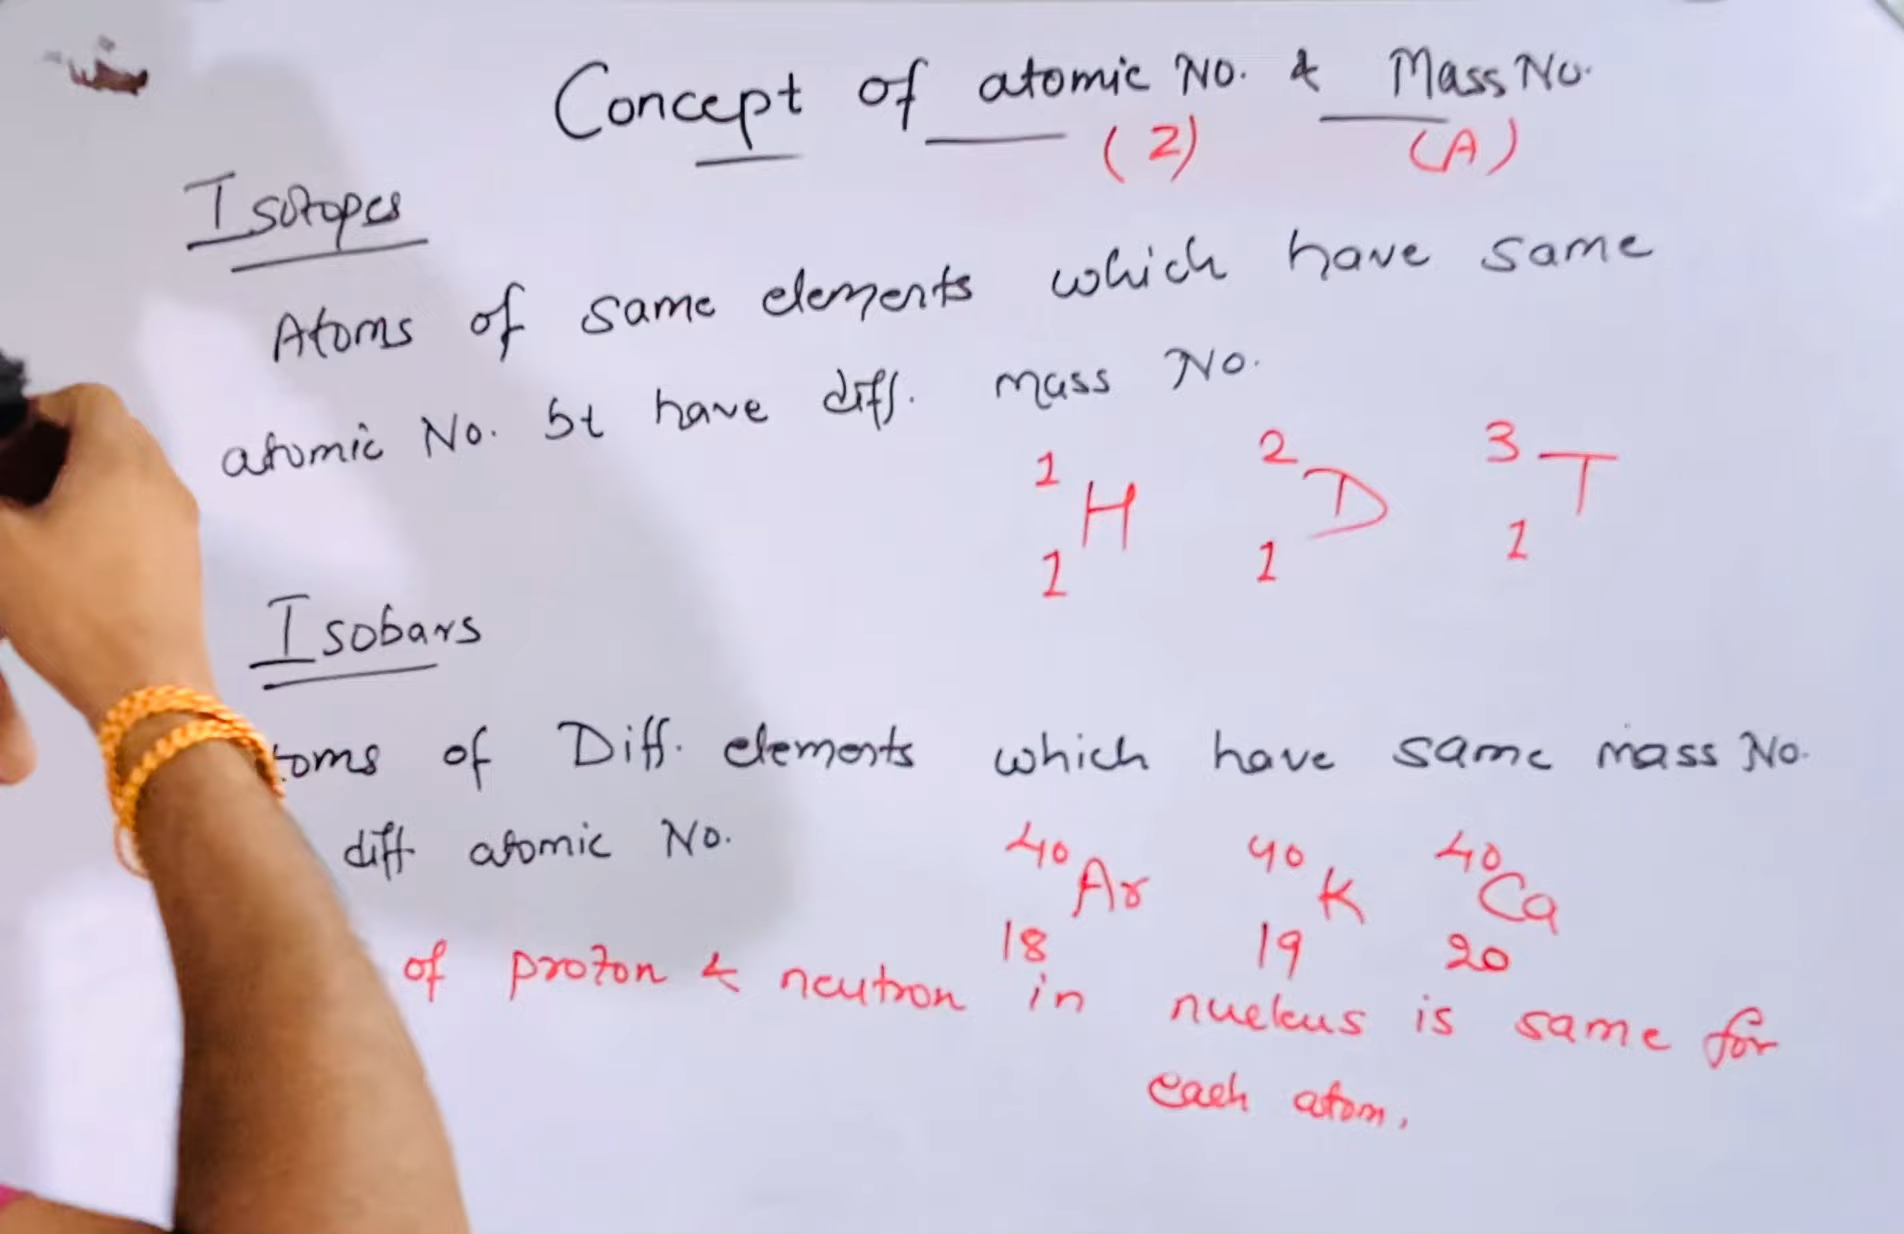 Concept of atomic No. & Mass No.
(Z) (A)
Isotopes
Atoms of same elements which have same
atomic No. bt have diff. mass No.
1 H 1 2 D 1 3 T 1
Isobars
toms of Diff. elements which have same mass No.
diff atomic No.
40 Ar 18 40 K 19 40 Ca 20
of proton & neutron in nucleus is same for
each atom.